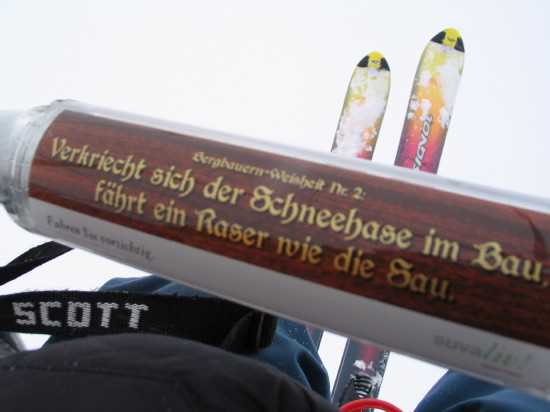 Bergbauern-Weisheit Nr. 2:
Verkriecht sich der Schneehase im Bau,
fährt ein Raser wie die Sau.
Fahren Sie vorsichtig.
suvaliv!
SCOTT